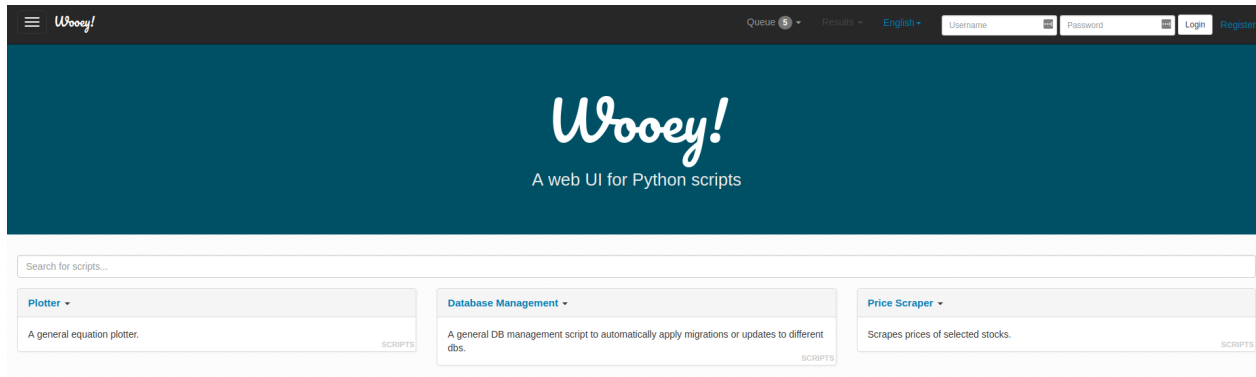 Wooey!
Queue 5 Results English Username Password Login Register
Wooey!
A web UI for Python scripts
Search for scripts...
Plotter
A general equation plotter.
SCRIPTS
Database Management
A general DB management script to automatically apply migrations or updates to different
dbs.
SCRIPTS
Price Scraper
Scrapes prices of selected stocks.
SCRIPTS